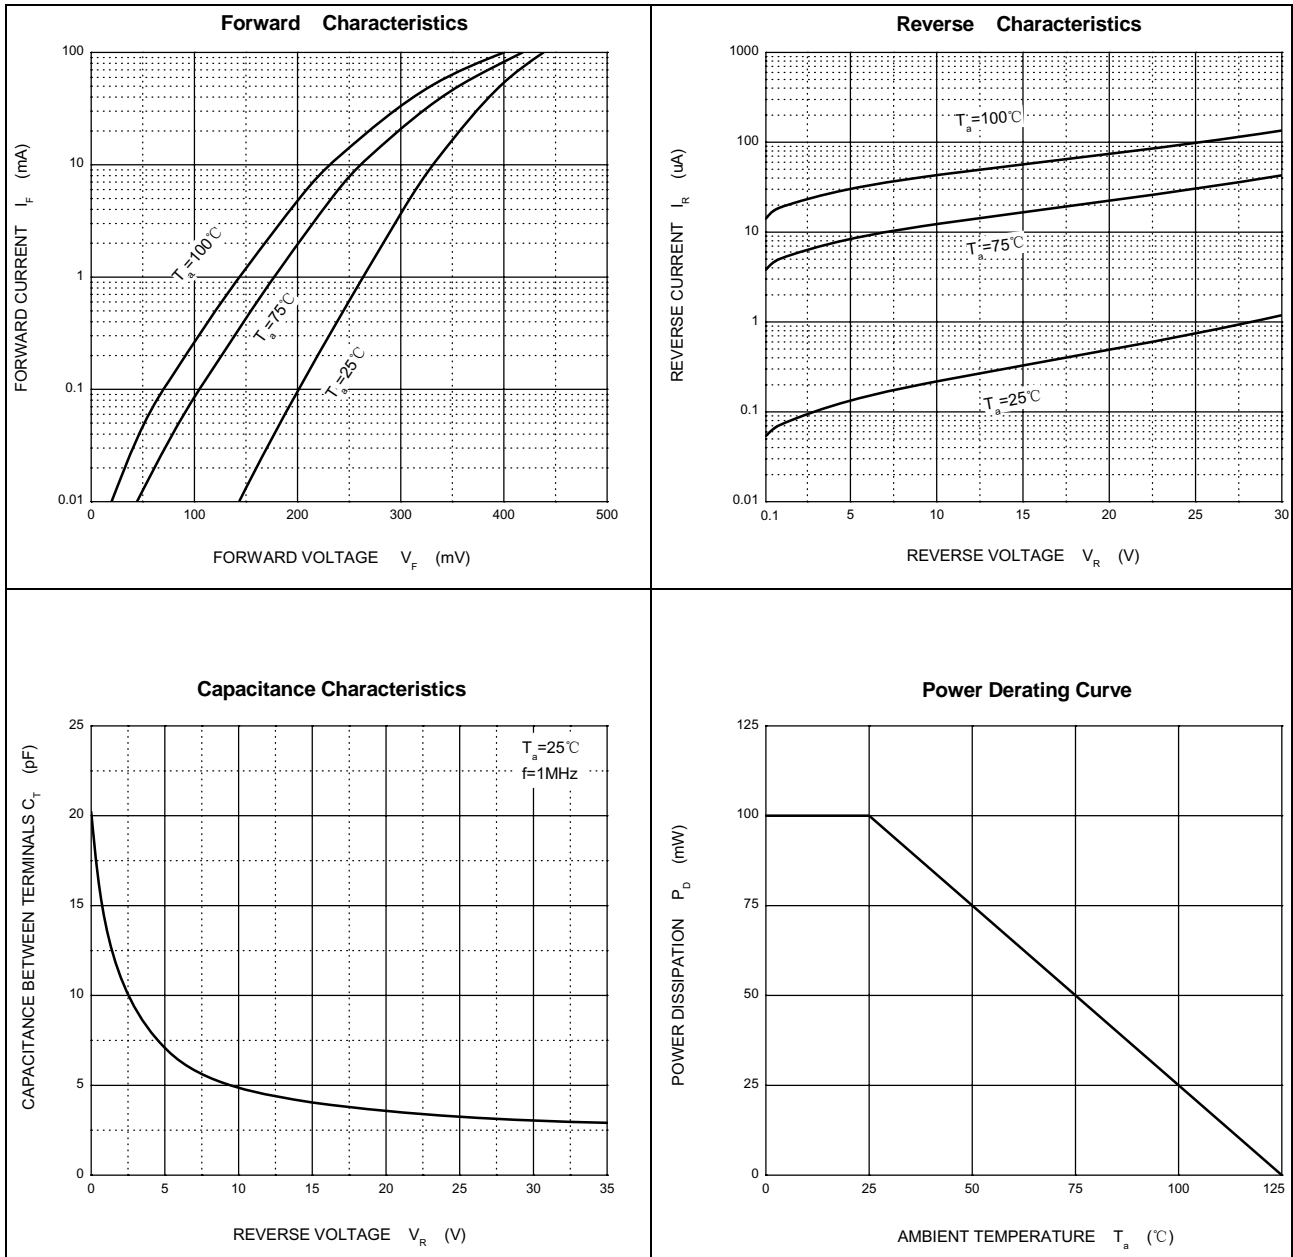 Forward Characteristics
100
10
1
0.1
0.01
0
100
200
300
400
500
FORWARD CURRENT I_F (mA)
T_a=100℃
T_a=75℃
T_a=25℃
FORWARD VOLTAGE V_F (mV)
Reverse Characteristics
1000
100
10
1
0.1
0.01
0.1
5
10
15
20
25
30
REVERSE CURRENT I_R (uA)
T_a=100℃
T_a=75℃
T_a=25℃
REVERSE VOLTAGE V_R (V)
Capacitance Characteristics
25
20
15
10
5
0
0
5
10
15
20
25
30
35
CAPACITANCE BETWEEN TERMINALS C_T (pF)
T_a=25℃
f=1MHz
REVERSE VOLTAGE V_R (V)
Power Derating Curve
125
100
75
50
25
0
0
25
50
75
100
125
POWER DISSIPATION P_D (mW)
AMBIENT TEMPERATURE T_a (℃)